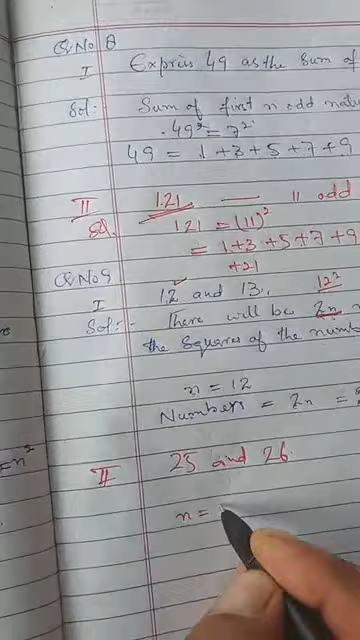 Q.No 8
I Express 49 as the Sum of
Sol:- Sum of first n odd natu
49² = 7²
49 = 1+3+5+7+9
II 121 — 11 odd
Sol. 121 = (11)²
= 1+3+5+7+9
+21
Q.No 9 12²
I 12 and 13.
Sol:- There will be 2n n
the Squares of the numbe
n = 12
Numbers = 2n =
= n²
II 25 and 26.
n =